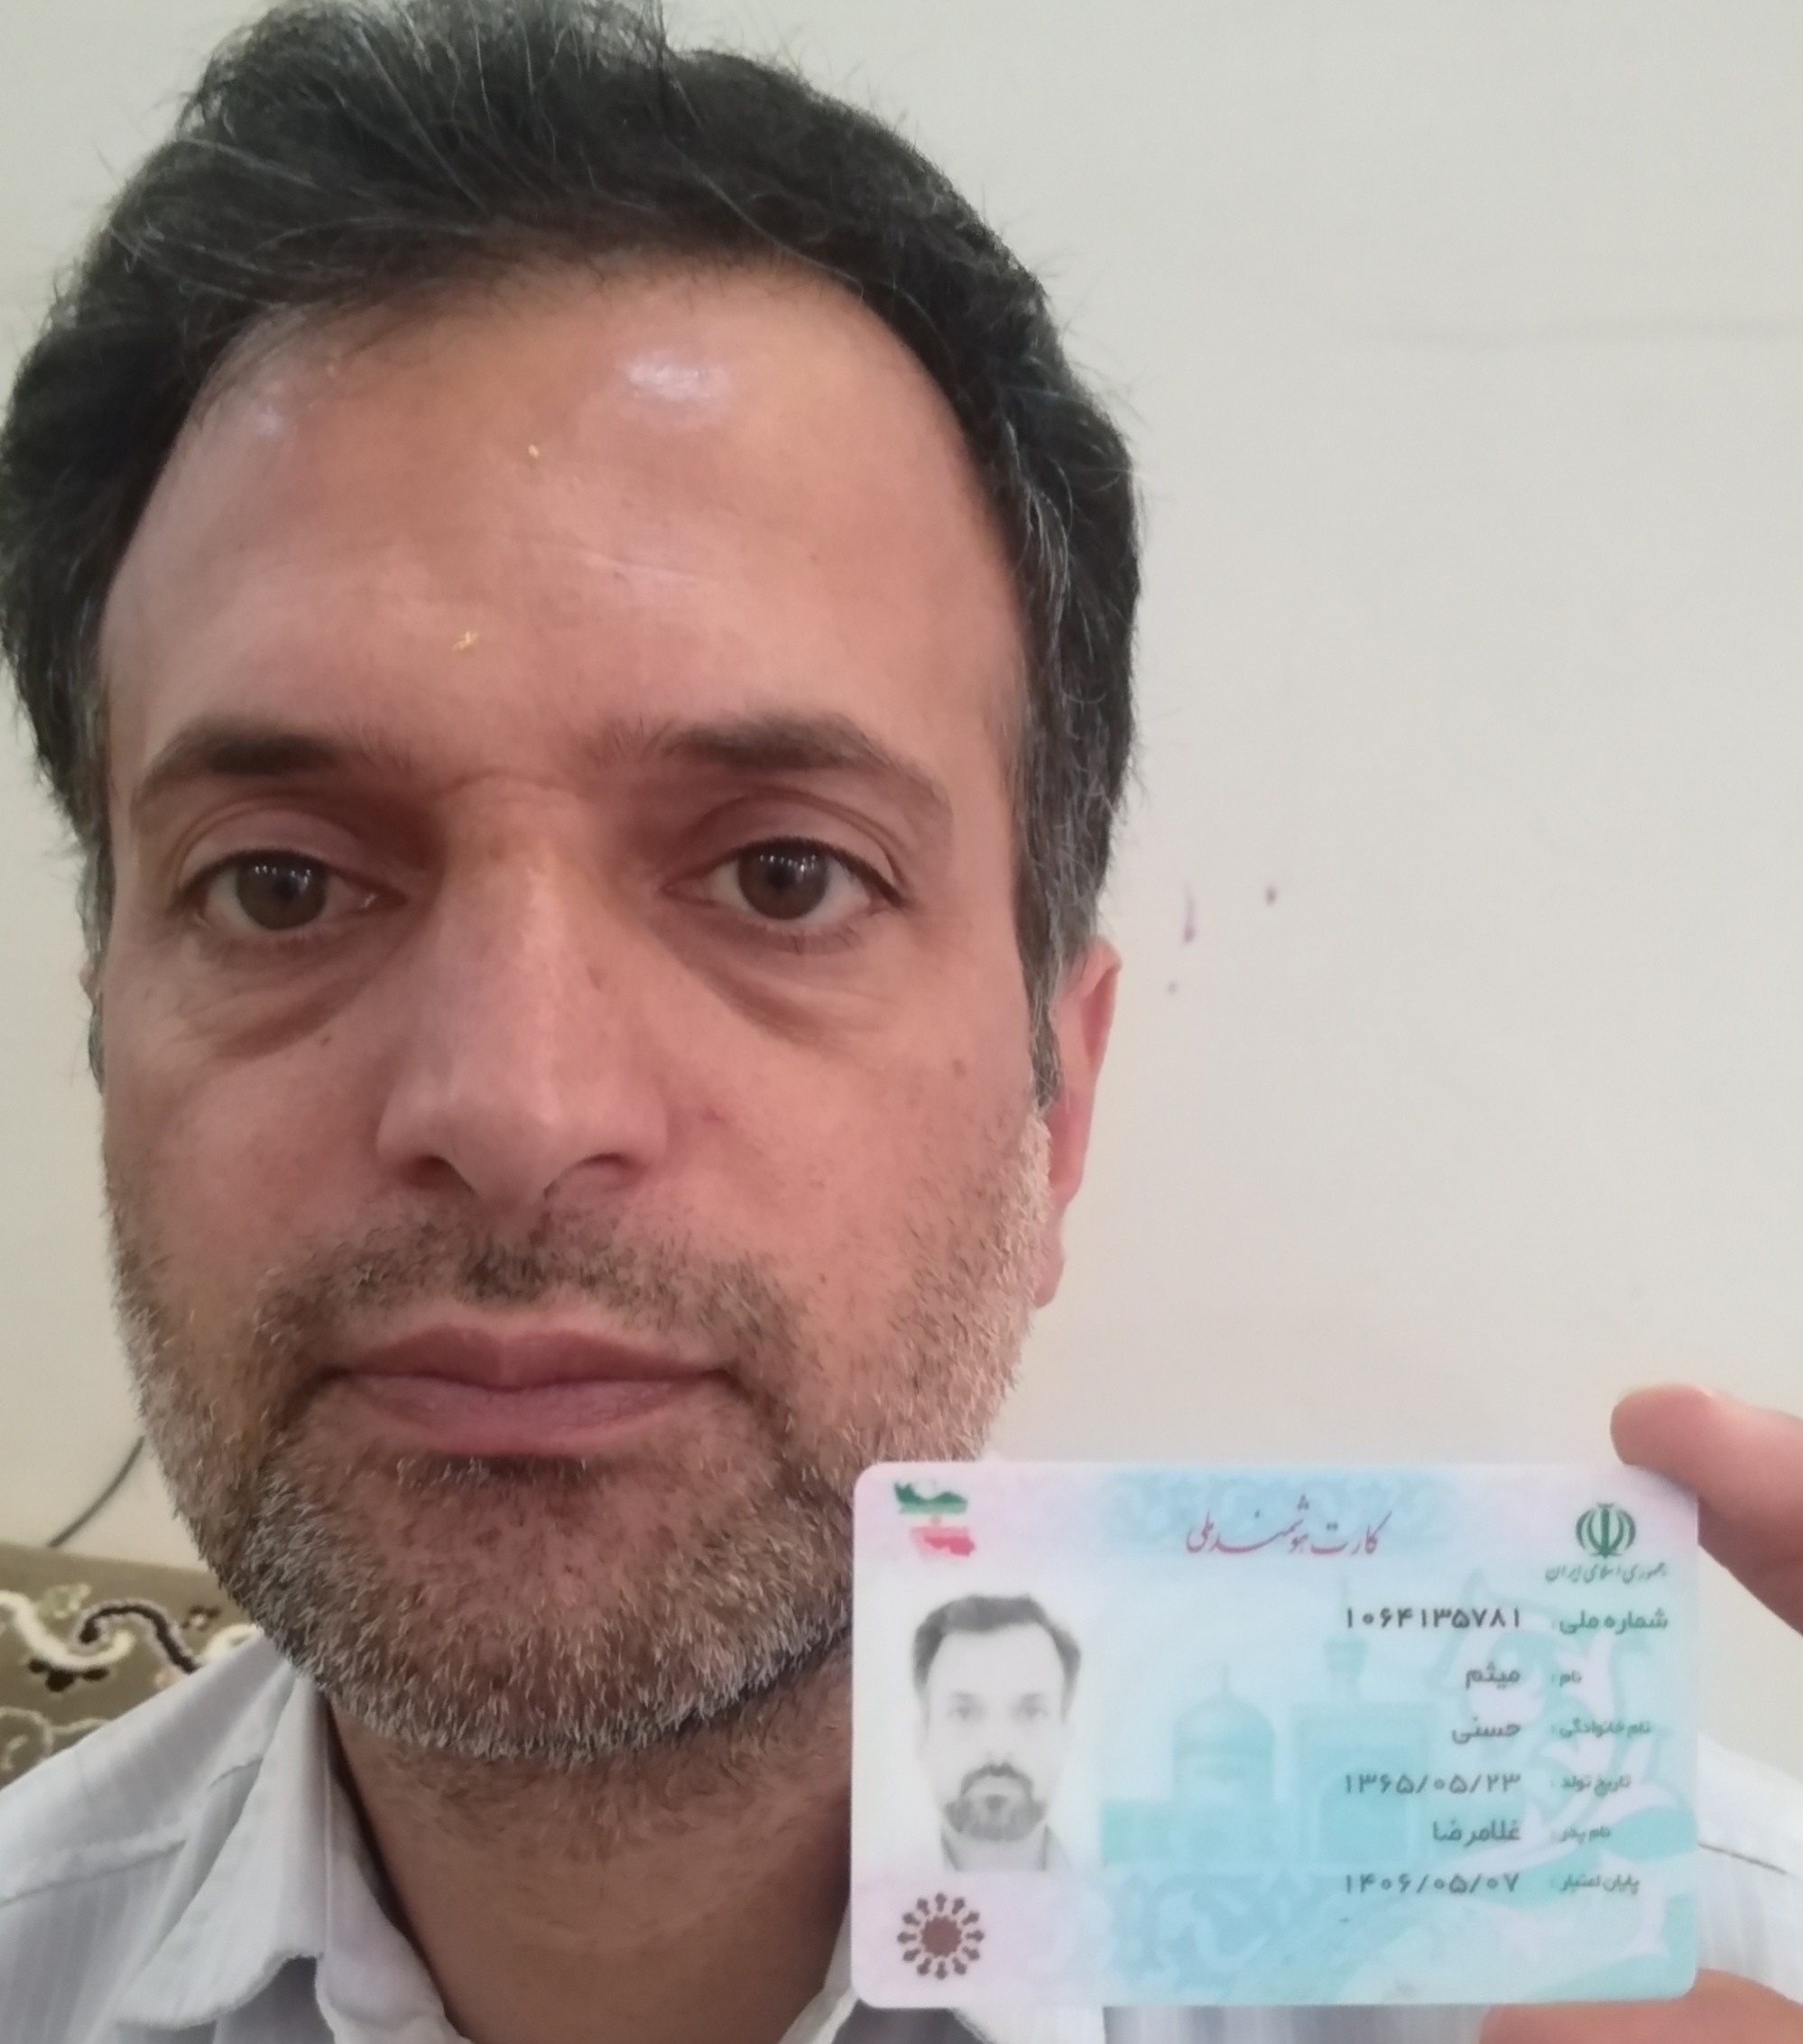 کارت هوشمند ملی
جمهوری اسلامی ایران
شماره ملی: ۱۰۶۴۱۳۵۷۸۱
نام: میثم
نام خانوادگی: حسنی
تاریخ تولد: ۱۳۶۵/۰۵/۲۳
نام پدر: غلامرضا
پایان اعتبار: ۱۴۰۶/۰۵/۰۷